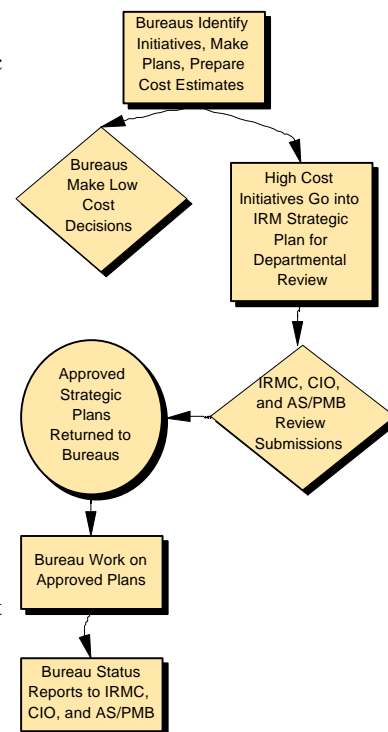 Bureaus Identify
Initiatives, Make
Plans, Prepare
Cost Estimates
Bureaus
Make Low
Cost
Decisions
High Cost
Initiatives Go into
IRM Strategic
Plan for
Departmental
Review
IRMC, CIO,
and AS/PMB
Review
Submissions
Approved
Strategic
Plans
Returned to
Bureaus
Bureau Work on
Approved Plans
Bureau Status
Reports to IRMC,
CIO, and AS/PMB